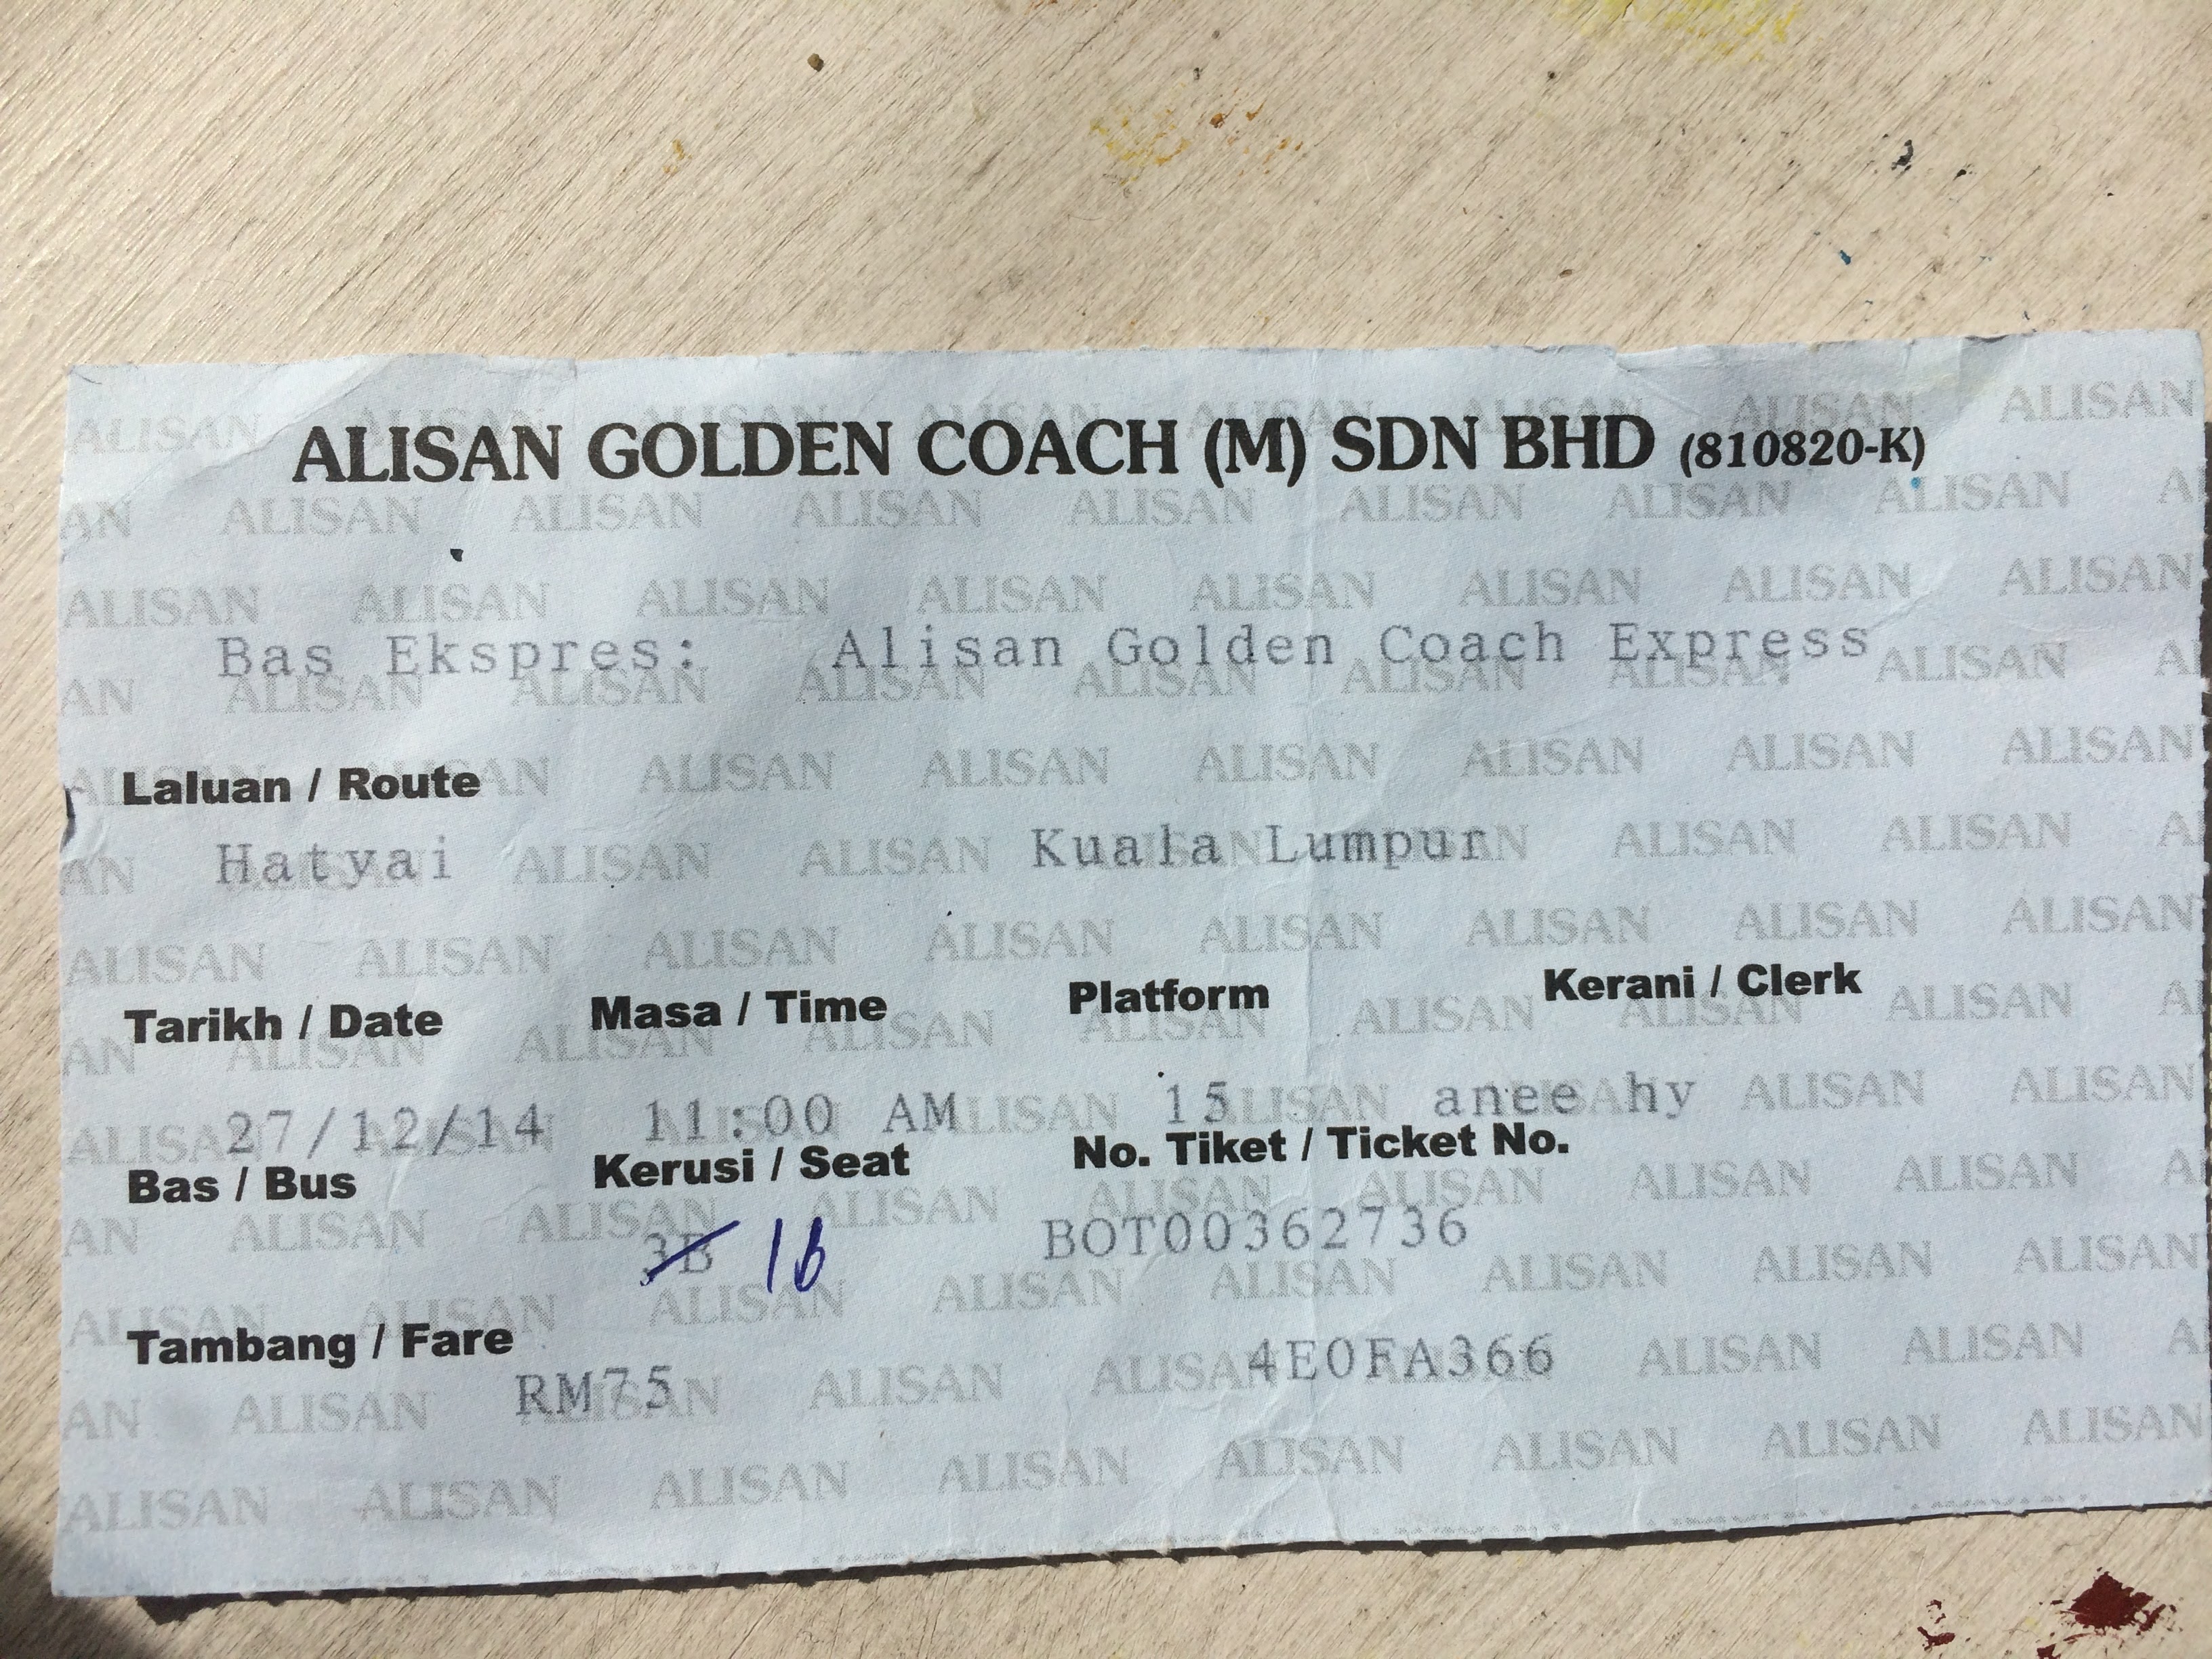 ALISAN GOLDEN COACH (M) SDN BHD (810820-K)
Bas Ekspres: Alisan Golden Coach Express
Laluan / Route
Hatyai Kuala Lumpur
Tarikh / Date Masa / Time Platform Kerani / Clerk
27/12/14 11:00 AM 15 anee hy
Bas / Bus Kerusi / Seat No. Tiket / Ticket No.
3B BOT00362736
Tambang / Fare
RM75 4E0FA366